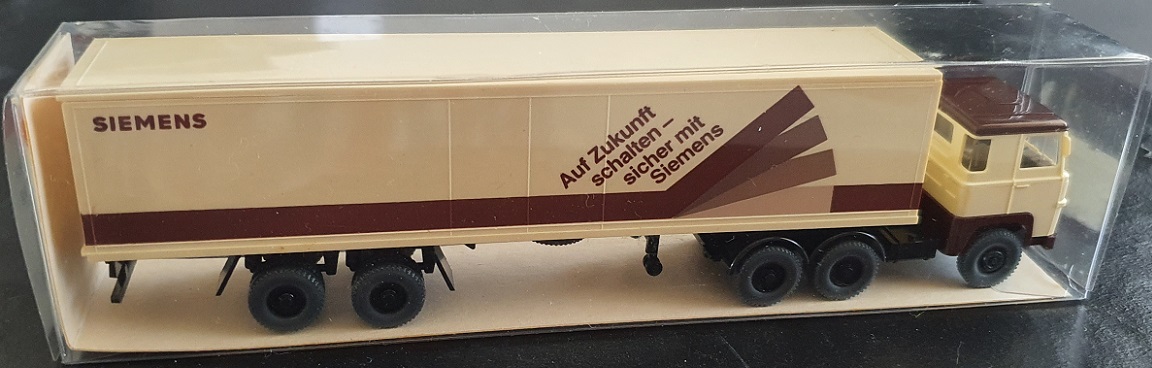 SIEMENS
Auf Zukunft
schalten –
sicher mit
Siemens